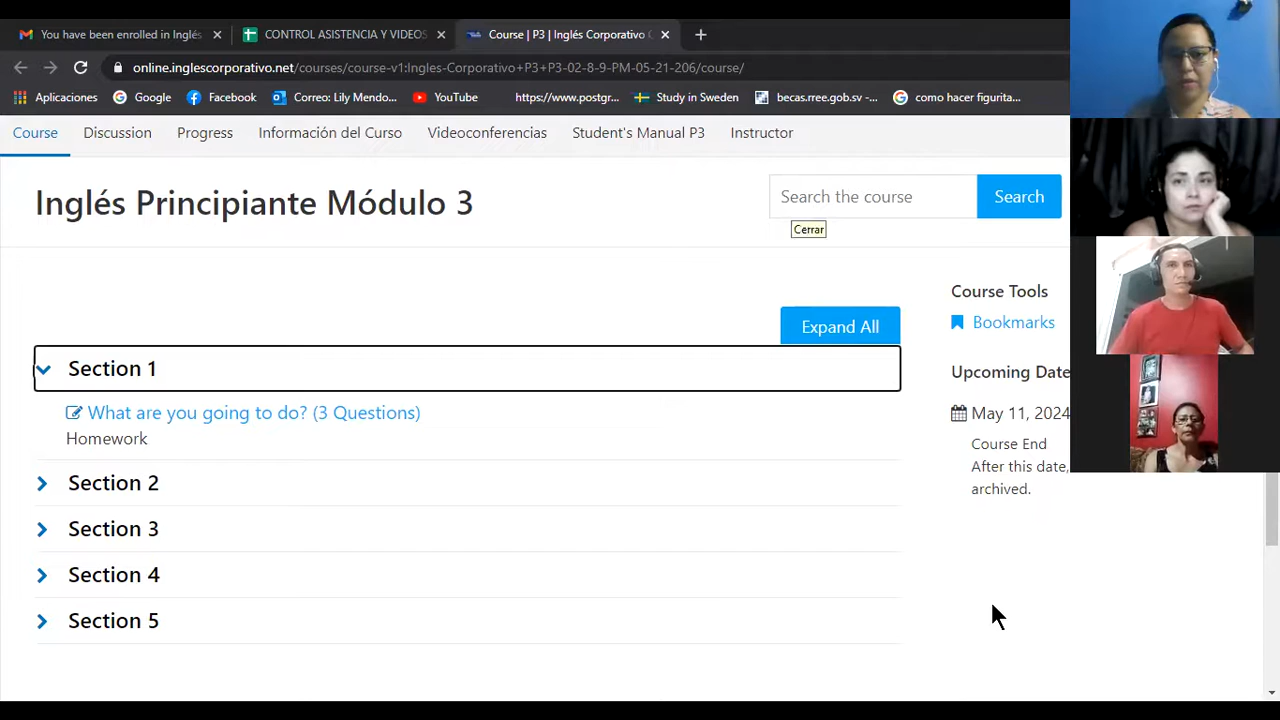 You have been enrolled in Inglés
CONTROL ASISTENCIA Y VIDEOS
Course | P3 | Inglés Corporativo
online.inglescorporativo.net/courses/course-v1:Ingles-Corporativo+P3+P3-02-8-9-PM-05-21-206/course/
Aplicaciones
Google
Facebook
Correo: Lily Mendo...
YouTube
https://www.postgr...
Study in Sweden
becas.rree.gob.sv -...
como hacer figurita...
Course
Discussion
Progress
Información del Curso
Videoconferencias
Student's Manual P3
Instructor
Inglés Principiante Módulo 3
Search the course
Search
Cerrar
Expand All
Section 1
What are you going to do? (3 Questions)
Homework
Section 2
Section 3
Section 4
Section 5
Course Tools
Bookmarks
Upcoming Date
May 11, 2024
Course End
After this date,
archived.